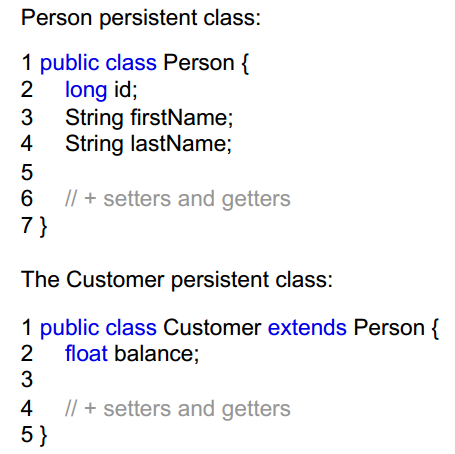 Person persistent class:
1 public class Person {
2 long id;
3 String firstName;
4 String lastName;
5
6 // + setters and getters
7 }
The Customer persistent class:
1 public class Customer extends Person {
2 float balance;
3
4 // + setters and getters
5 }